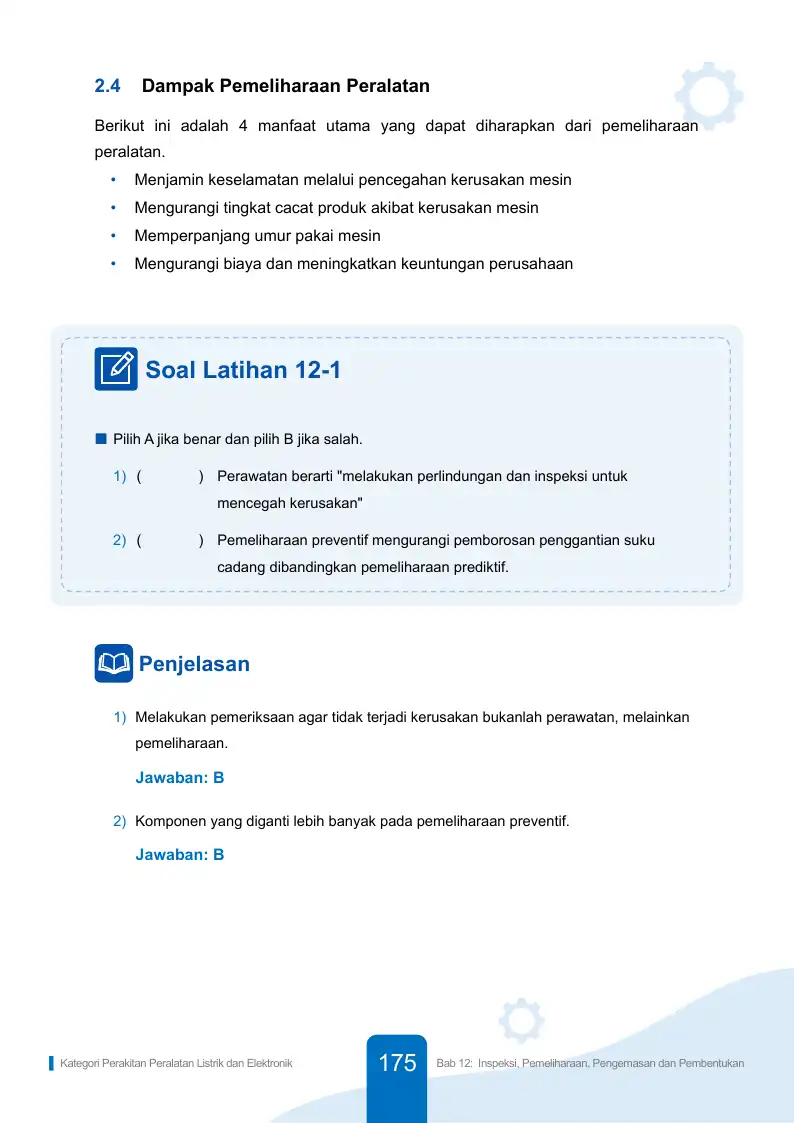 2.4 Dampak Pemeliharaan Peralatan
Berikut ini adalah 4 manfaat utama yang dapat diharapkan dari pemeliharaan
peralatan.
• Menjamin keselamatan melalui pencegahan kerusakan mesin
• Mengurangi tingkat cacat produk akibat kerusakan mesin
• Memperpanjang umur pakai mesin
• Mengurangi biaya dan meningkatkan keuntungan perusahaan
Soal Latihan 12-1
■ Pilih A jika benar dan pilih B jika salah.
1) ( ) Perawatan berarti "melakukan perlindungan dan inspeksi untuk
mencegah kerusakan"
2) ( ) Pemeliharaan preventif mengurangi pemborosan penggantian suku
cadang dibandingkan pemeliharaan prediktif.
Penjelasan
1) Melakukan pemeriksaan agar tidak terjadi kerusakan bukanlah perawatan, melainkan
pemeliharaan.
Jawaban: B
2) Komponen yang diganti lebih banyak pada pemeliharaan preventif.
Jawaban: B
Kategori Perakitan Peralatan Listrik dan Elektronik
175
Bab 12: Inspeksi, Pemeliharaan, Pengemasan dan Pembentukan